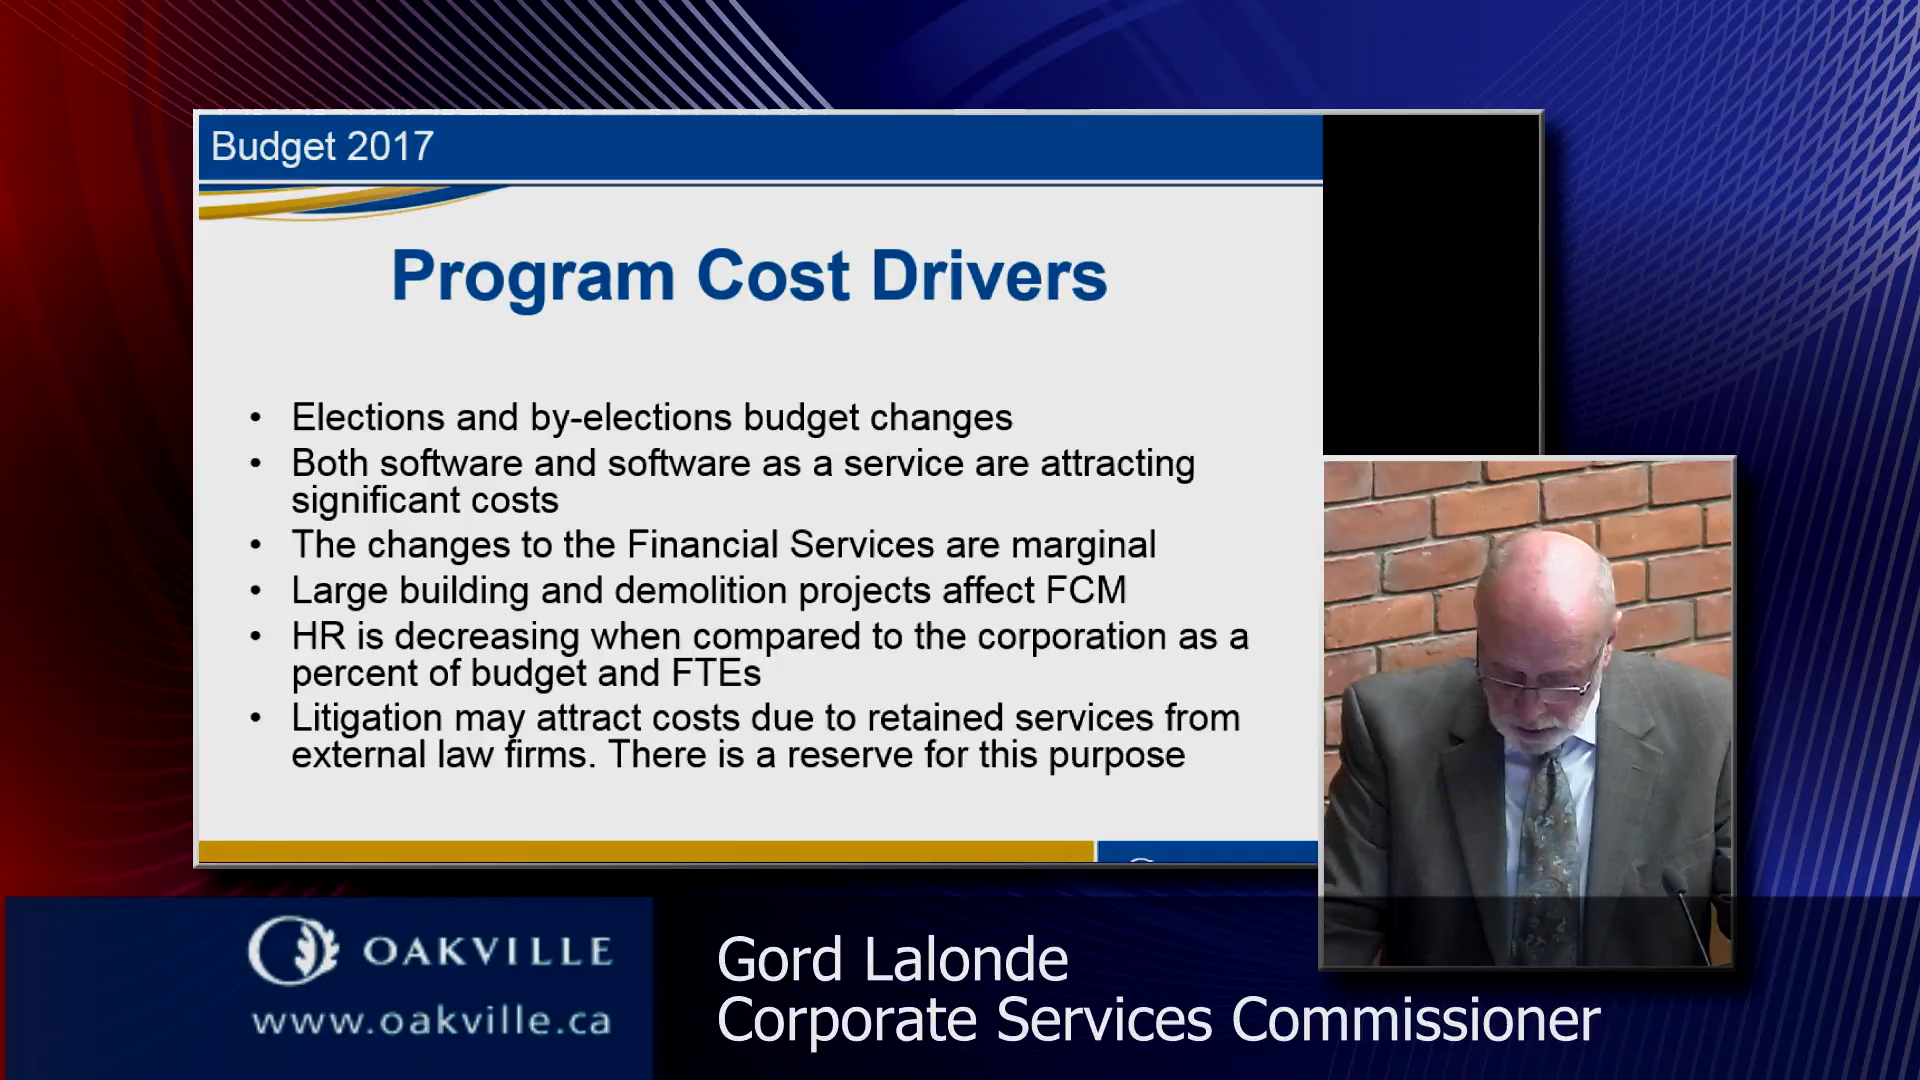 Budget 2017
Program Cost Drivers
• Elections and by-elections budget changes
• Both software and software as a service are attracting
significant costs
• The changes to the Financial Services are marginal
• Large building and demolition projects affect FCM
• HR is decreasing when compared to the corporation as a
percent of budget and FTEs
• Litigation may attract costs due to retained services from
external law firms. There is a reserve for this purpose
OAKVILLE
www.oakville.ca
Gord Lalonde
Corporate Services Commissioner